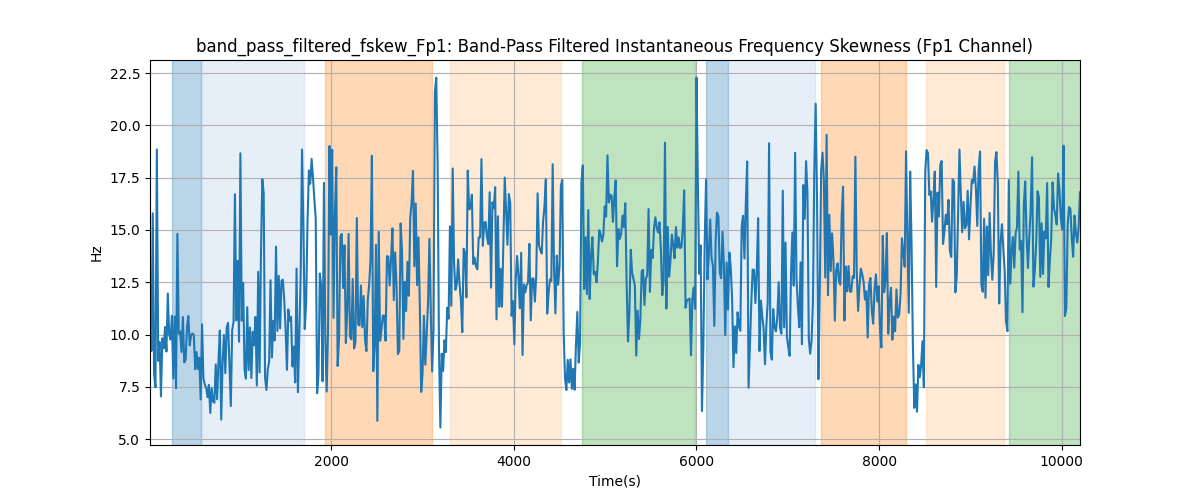 band_pass_filtered_fskew_Fp1: Band-Pass Filtered Instantaneous Frequency Skewness (Fp1 Channel)
22.5
20.0
17.5
15.0
12.5
10.0
7.5
5.0
Hz
2000 4000 6000 8000 10000
Time(s)